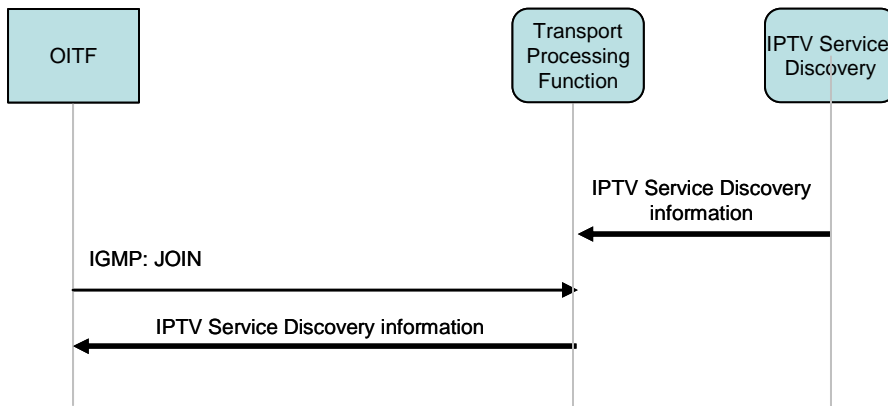 OITF
Transport
Processing
Function
IPTV Service
Discovery
IPTV Service Discovery
information
IGMP: JOIN
IPTV Service Discovery information